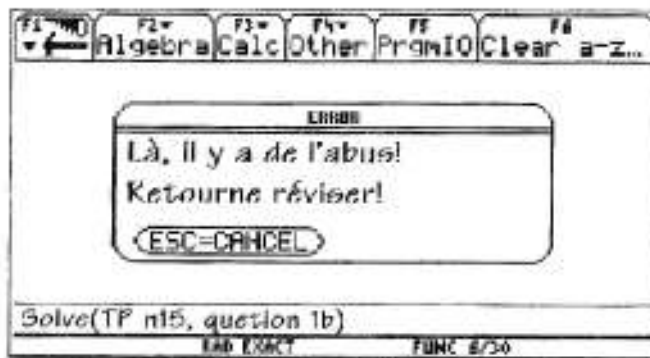 F1 F2 F3 F4 F5 F6
Algebra Calc Other PrgmIO Clear a-z...
ERROR
Là, il y a de l'abus!
Retourne réviser!
ESC=CANCEL
Solve(TP n15, quetion 1b)
RAD EXACT FUNC 6/30